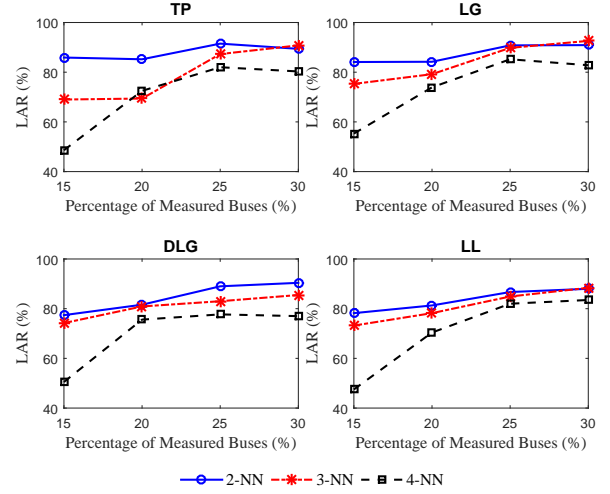 TP
LG
100
80
60
40
LAR (%)
15 20 25 30
Percentage of Measured Buses (%)
100
80
60
40
LAR (%)
15 20 25 30
Percentage of Measured Buses (%)
DLG
LL
100
80
60
40
LAR (%)
15 20 25 30
Percentage of Measured Buses (%)
100
80
60
40
LAR (%)
15 20 25 30
Percentage of Measured Buses (%)
2-NN 3-NN 4-NN